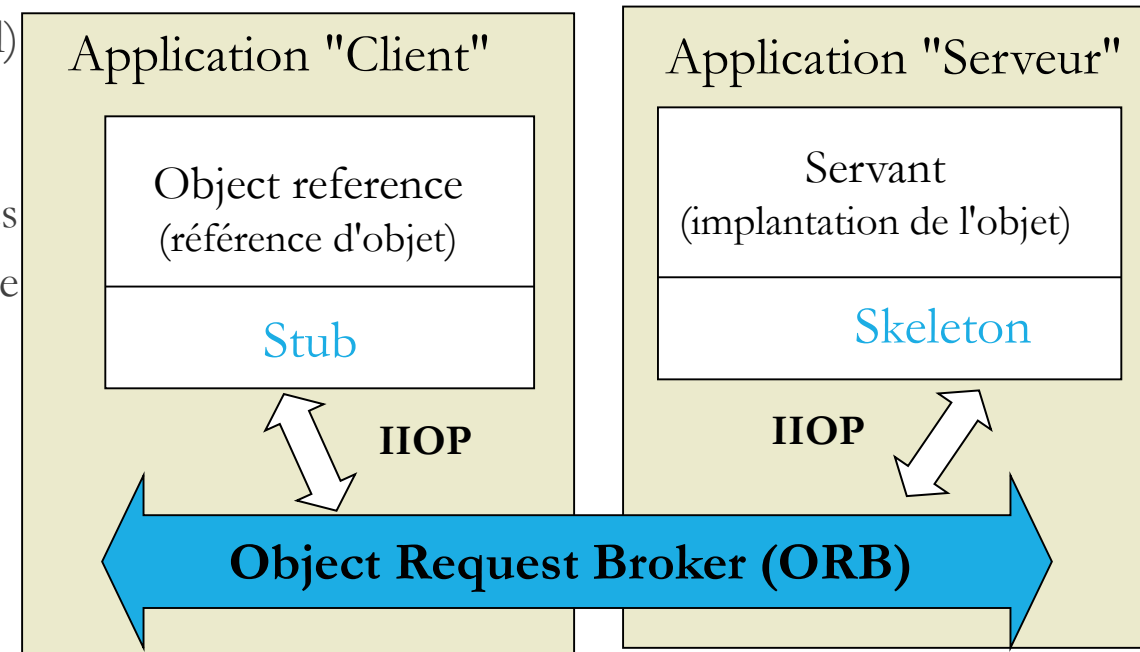 Application "Client"
Object reference
(référence d'objet)
Stub
IIOP
Application "Serveur"
Servant
(implantation de l'objet)
Skeleton
IIOP
Object Request Broker (ORB)